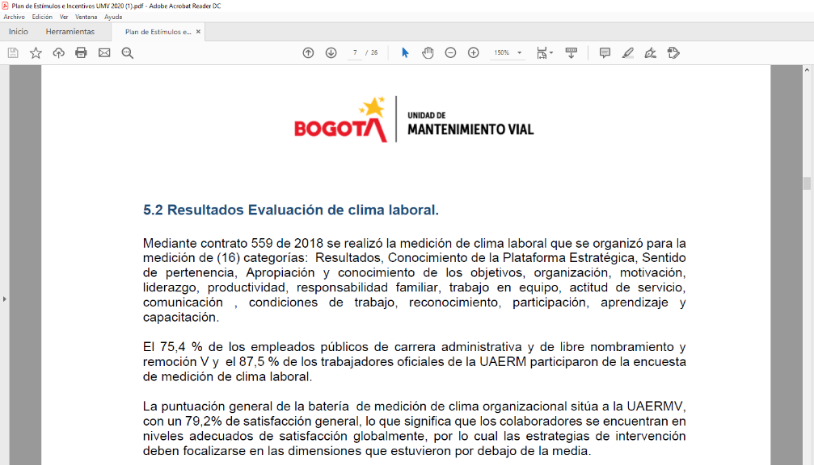 Plan de Estímulos e Incentivos UMV 2020 (1).pdf - Adobe Acrobat Reader DC
Archivo Edición Ver Ventana Ayuda
Inicio Herramientas Plan de Estímulos e... ×
7 / 26 150%
BOGOTÁ
UNIDAD DE
MANTENIMIENTO VIAL
5.2 Resultados Evaluación de clima laboral.
Mediante contrato 559 de 2018 se realizó la medición de clima laboral que se organizó para la
medición de (16) categorías: Resultados, Conocimiento de la Plataforma Estratégica, Sentido
de pertenencia, Apropiación y conocimiento de los objetivos, organización, motivación,
liderazgo, productividad, responsabilidad familiar, trabajo en equipo, actitud de servicio,
comunicación , condiciones de trabajo, reconocimiento, participación, aprendizaje y
capacitación.
El 75,4 % de los empleados públicos de carrera administrativa y de libre nombramiento y
remoción V y el 87,5 % de los trabajadores oficiales de la UAERM participaron de la encuesta
de medición de clima laboral.
La puntuación general de la batería de medición de clima organizacional sitúa a la UAERMV,
con un 79,2% de satisfacción general, lo que significa que los colaboradores se encuentran en
niveles adecuados de satisfacción globalmente, por lo cual las estrategias de intervención
deben focalizarse en las dimensiones que estuvieron por debajo de la media.